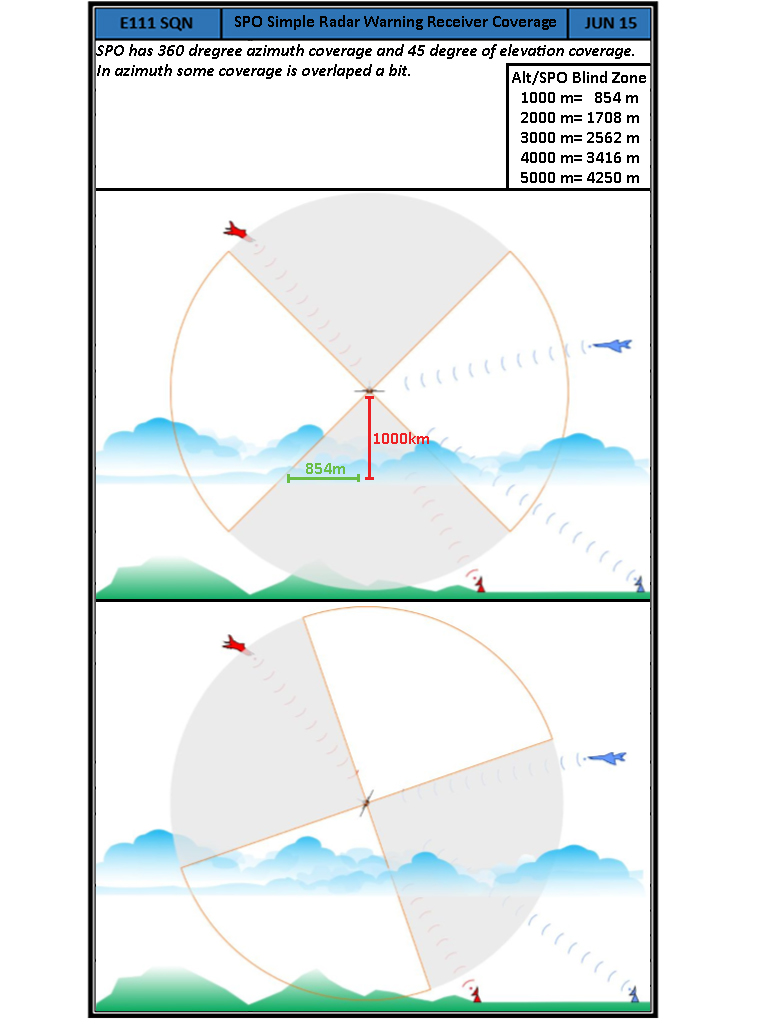 E111 SQN
SPO Simple Radar Warning Receiver Coverage
JUN 15
SPO has 360 dregree azimuth coverage and 45 degree of elevation coverage.
In azimuth some coverage is overlaped a bit.
Alt/SPO Blind Zone
1000 m= 854 m
2000 m= 1708 m
3000 m= 2562 m
4000 m= 3416 m
5000 m= 4250 m
1000km
854m